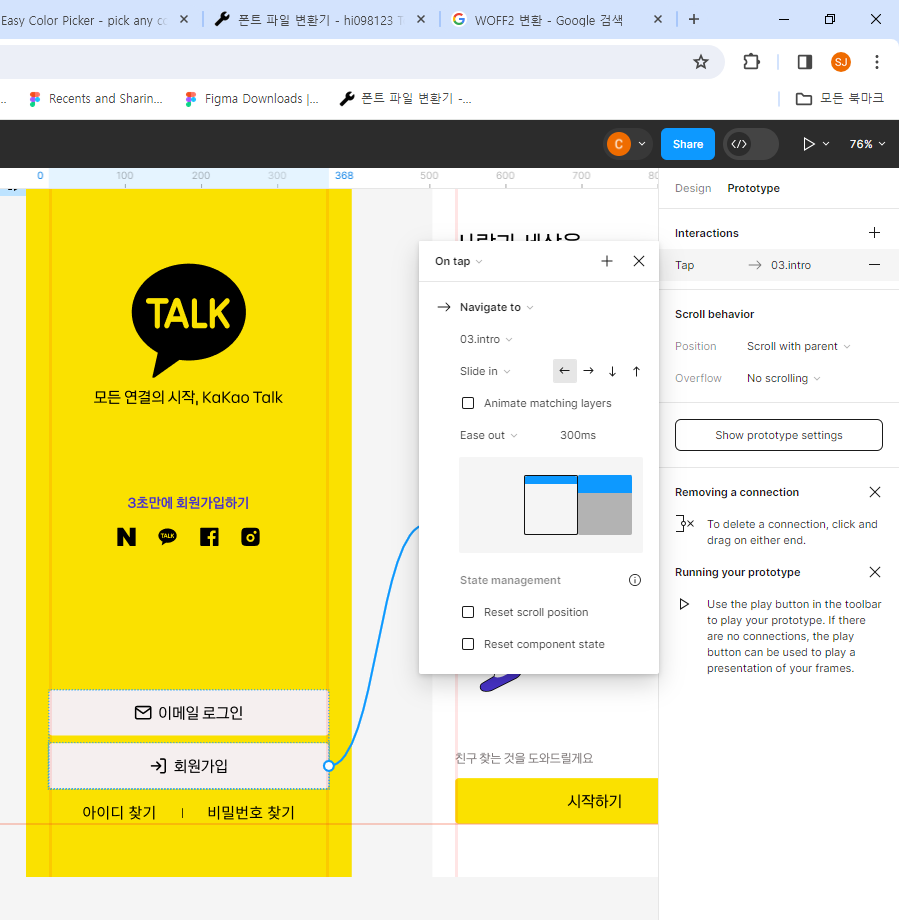 Easy Color Picker - pick any co
폰트 파일 변환기 - hi098123 T
WOFF2 변환 - Google 검색
SJ
...
Recents and Sharin...
Figma Downloads |...
폰트 파일 변환기 -...
모든 북마크
C
Share
</>
76%
0 100 200 300 368 500 600 700 80
Design Prototype
Interactions
Tap → 03.intro
Scroll behavior
Position Scroll with parent
Overflow No scrolling
Show prototype settings
Removing a connection
To delete a connection, click and
drag on either end.
Running your prototype
Use the play button in the toolbar
to play your prototype. If there
are no connections, the play
button can be used to play a
presentation of your frames.
On tap
Navigate to
03.intro
Slide in
Animate matching layers
Ease out 300ms
State management
Reset scroll position
Reset component state
TALK
모든 연결의 시작, KaKao Talk
3초만에 회원가입하기
N TALK
이메일 로그인
회원가입
아이디 찾기 | 비밀번호 찾기
친구 찾는 것을 도와드릴게요
시작하기